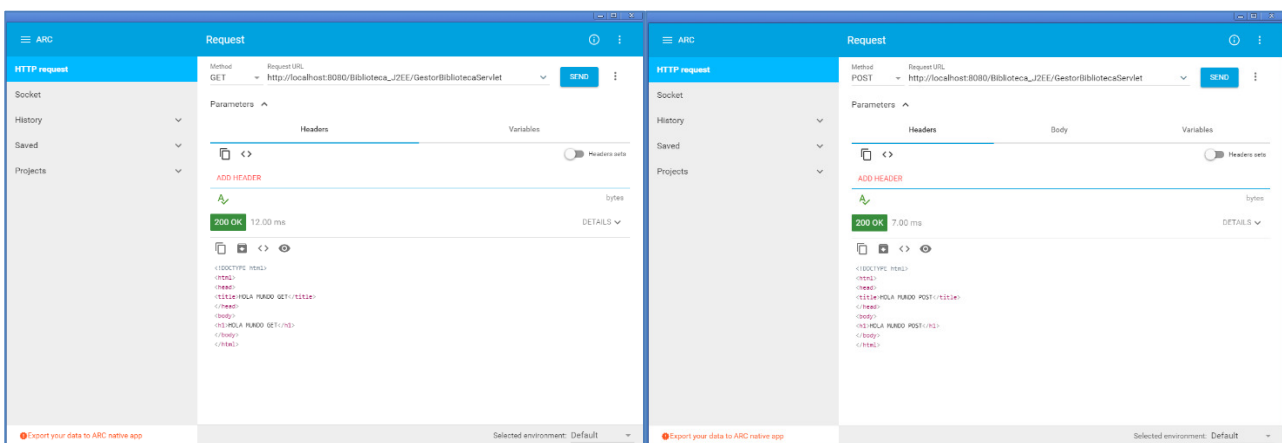 ARC
Request
HTTP request
Socket
History
Saved
Projects
Method
Request URL
GET
http://localhost:8080/Biblioteca_J2EE/GestorBibliotecaServlet
SEND
Parameters
Headers
Variables
Headers sets
ADD HEADER
bytes
200 OK 12.00 ms
DETAILS
<!DOCTYPE html>
<html>
<head>
<title>HOLA MUNDO GET</title>
</head>
<body>
<h1>HOLA MUNDO GET</h1>
</body>
</html>
Export your data to ARC native app
Selected environment: Default
ARC
Request
HTTP request
Socket
History
Saved
Projects
Method
Request URL
POST
http://localhost:8080/Biblioteca_J2EE/GestorBibliotecaServlet
SEND
Parameters
Headers
Body
Variables
Headers sets
ADD HEADER
bytes
200 OK 7.00 ms
DETAILS
<!DOCTYPE html>
<html>
<head>
<title>HOLA MUNDO POST</title>
</head>
<body>
<h1>HOLA MUNDO POST</h1>
</body>
</html>
Export your data to ARC native app
Selected environment: Default